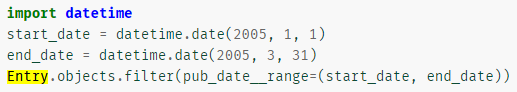 import datetime
start_date = datetime.date(2005, 1, 1)
end_date = datetime.date(2005, 3, 31)
Entry.objects.filter(pub_date__range=(start_date, end_date))